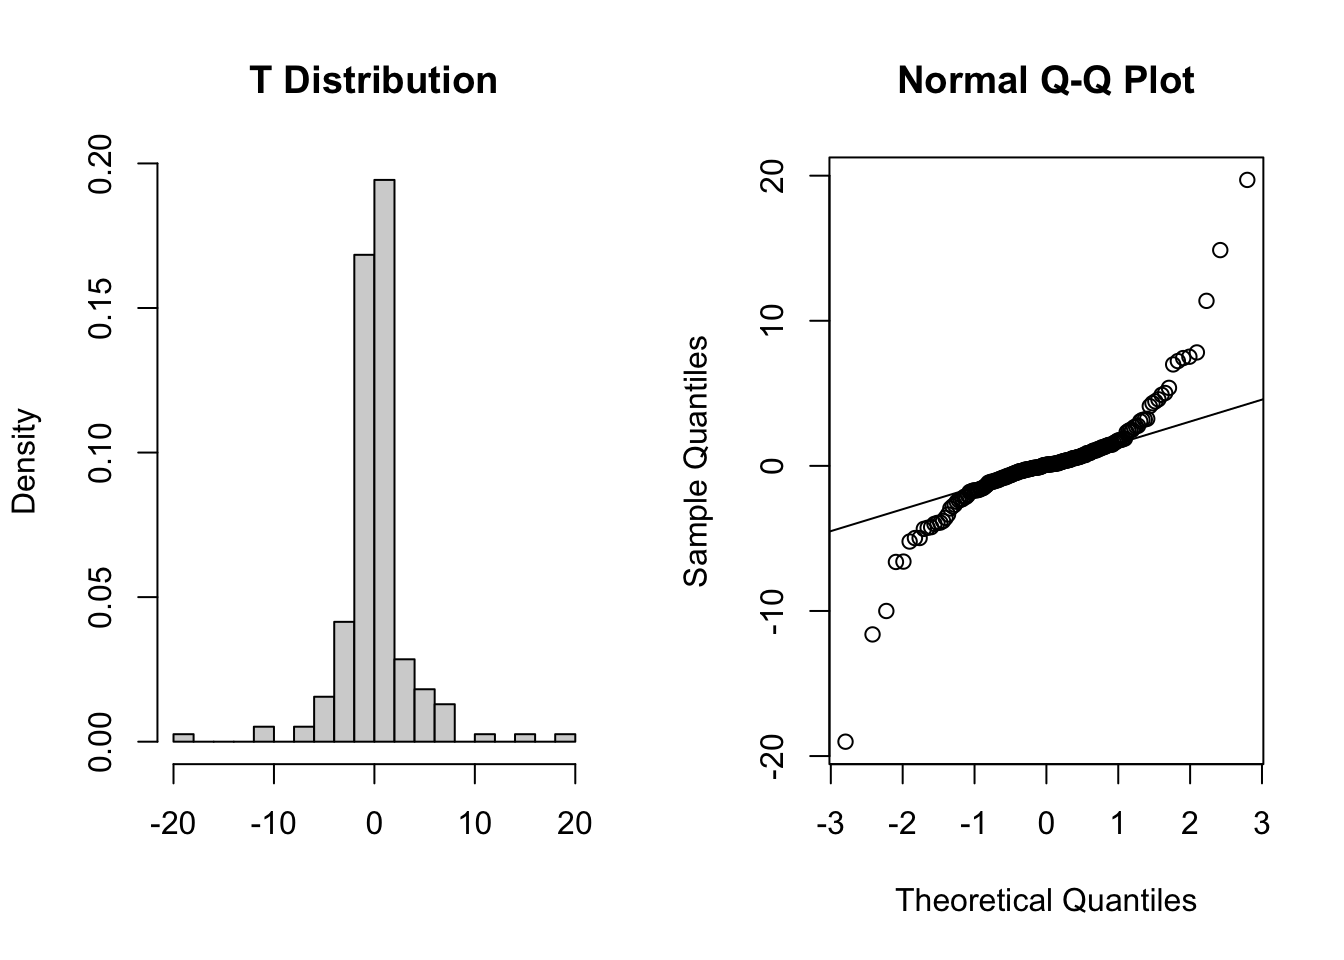 T Distribution
Density
0.20
0.15
0.10
0.05
0.00
-20 -10 0 10 20
Normal Q-Q Plot
Sample Quantiles
20
10
0
-10
-20
-3 -2 -1 0 1 2 3
Theoretical Quantiles